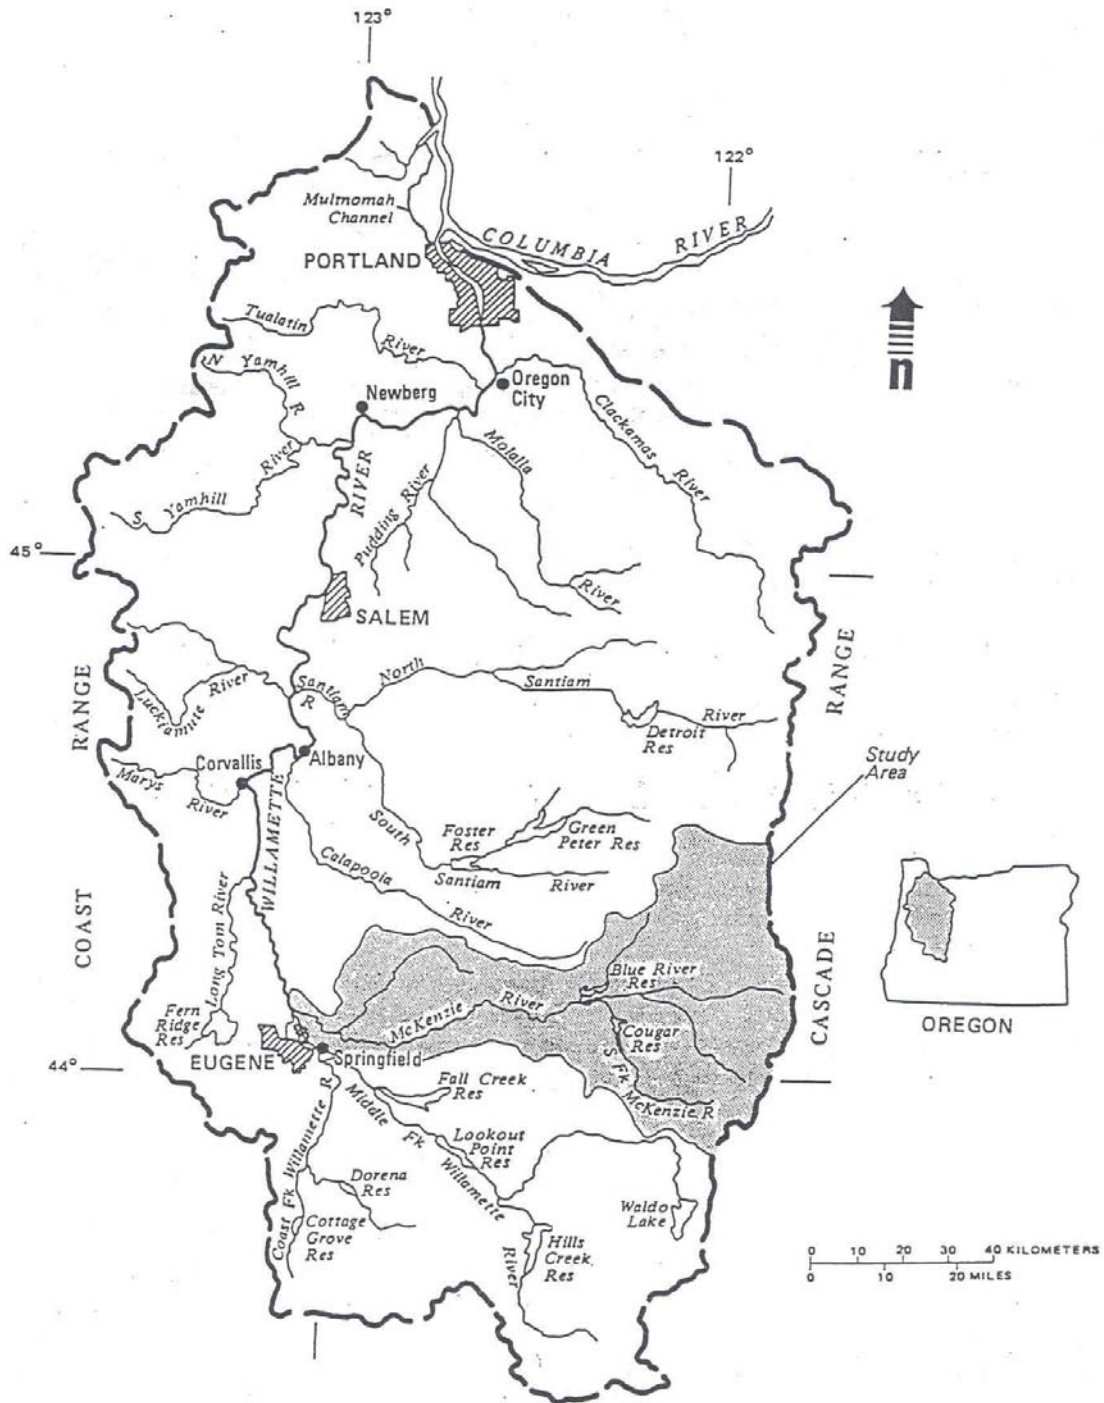 123°
122°
Multnomah
Channel
COLUMBIA RIVER
PORTLAND
Tualatin River
N Yamhill R
Newberg
Oregon
City
Clackamas River
Molalla River
RIVER
Pudding River
S Yamhill River
45°
n
SALEM
RANGE
Luckiamute River
Santiam
R
North Santiam River
Detroit
Res
RANGE
Study
Area
Corvallis
Albany
Marys River
WILLAMETTE
South Santiam River
Foster
Res
Green
Peter Res
Calapooia River
COAST
Long Tom River
Fern
Ridge
Res
Blue River
Res
McKenzie River
Cougar
Res
S Fk McKenzie R
CASCADE
OREGON
EUGENE
Springfield
44°
Fall Creek
Res
Middle Fk Willamette River
Lookout
Point
Res
Coast Fk Willamette R
Dorena
Res
Cottage
Grove
Res
Waldo
Lake
Hills
Creek
Res
0 10 20 30 40 KILOMETERS
0 10 20 MILES